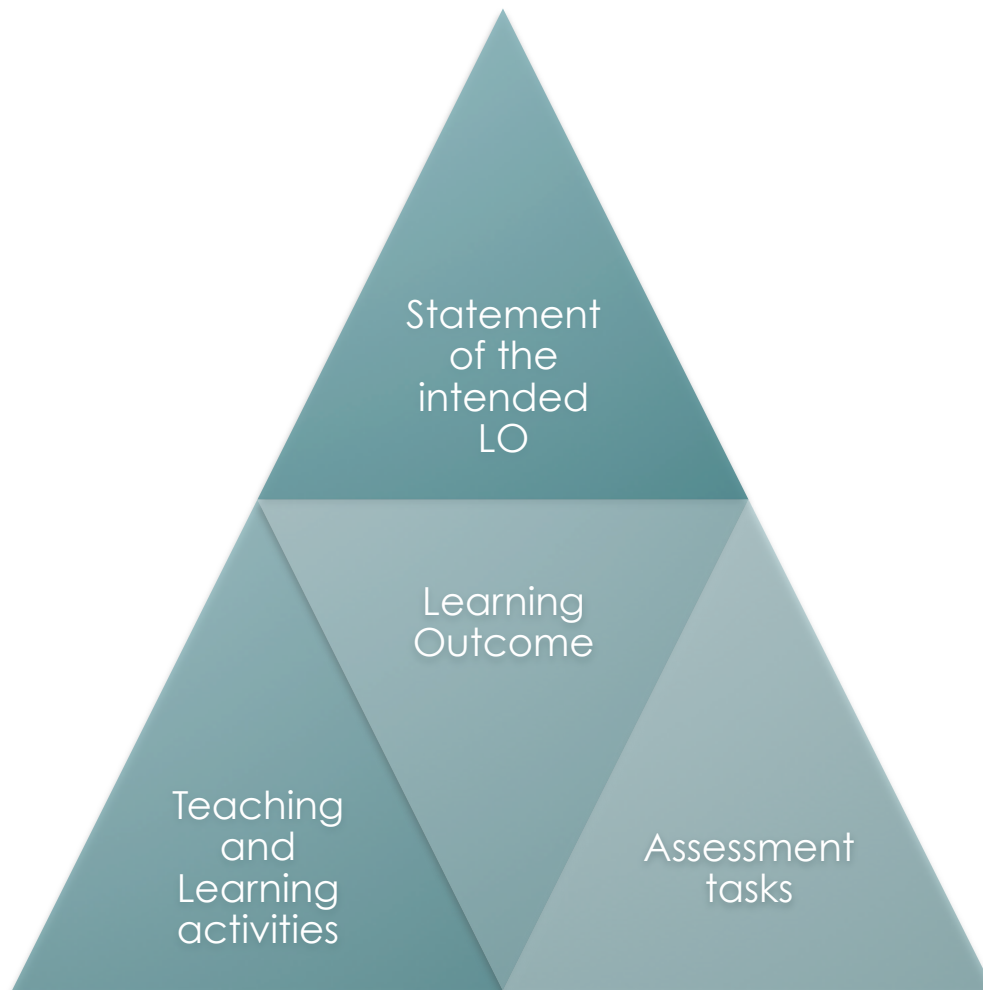 Statement
of the
intended
LO
Learning
Outcome
Teaching
and
Learning
activities
Assessment
tasks